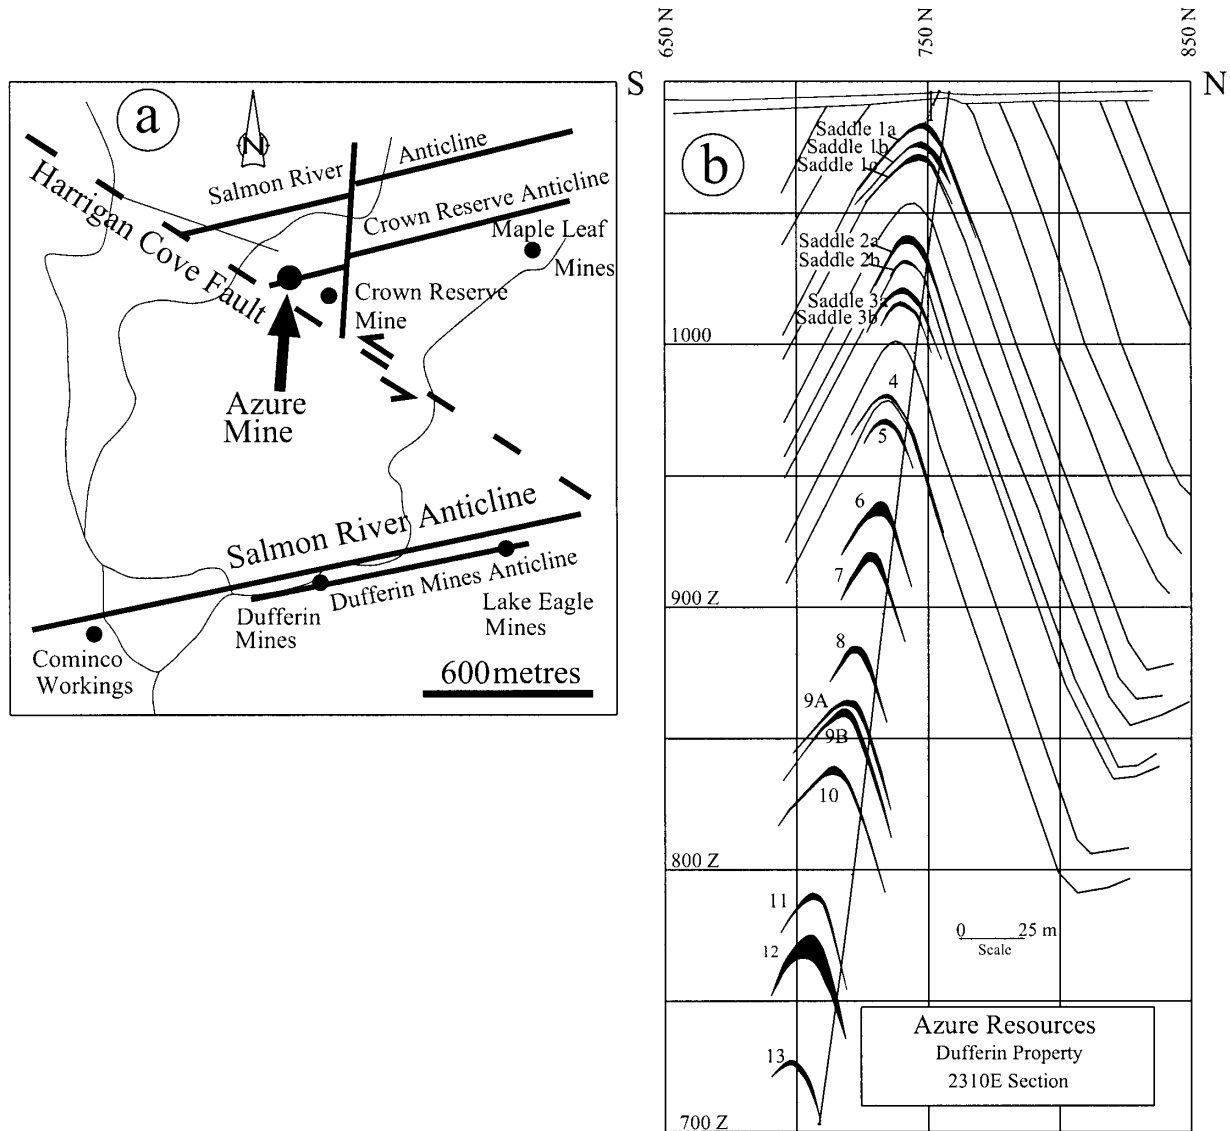 a
N
Harrigan Cove Fault
Salmon River
Anticline
Crown Reserve Anticline
Maple Leaf
Mines
Crown Reserve
Mine
Azure
Mine
Salmon River Anticline
Dufferin Mines Anticline
Dufferin
Mines
Lake Eagle
Mines
Cominco
Workings
600 metres
650 N
750 N
850 N
S
N
b
Saddle 1a
Saddle 1b
Saddle 1c
Saddle 2a
Saddle 2b
Saddle 3a
Saddle 3b
1000
4
5
6
7
900 Z
8
9A
9B
10
800 Z
11
12
13
700 Z
0 25 m
Scale
Azure Resources
Dufferin Property
2310E Section